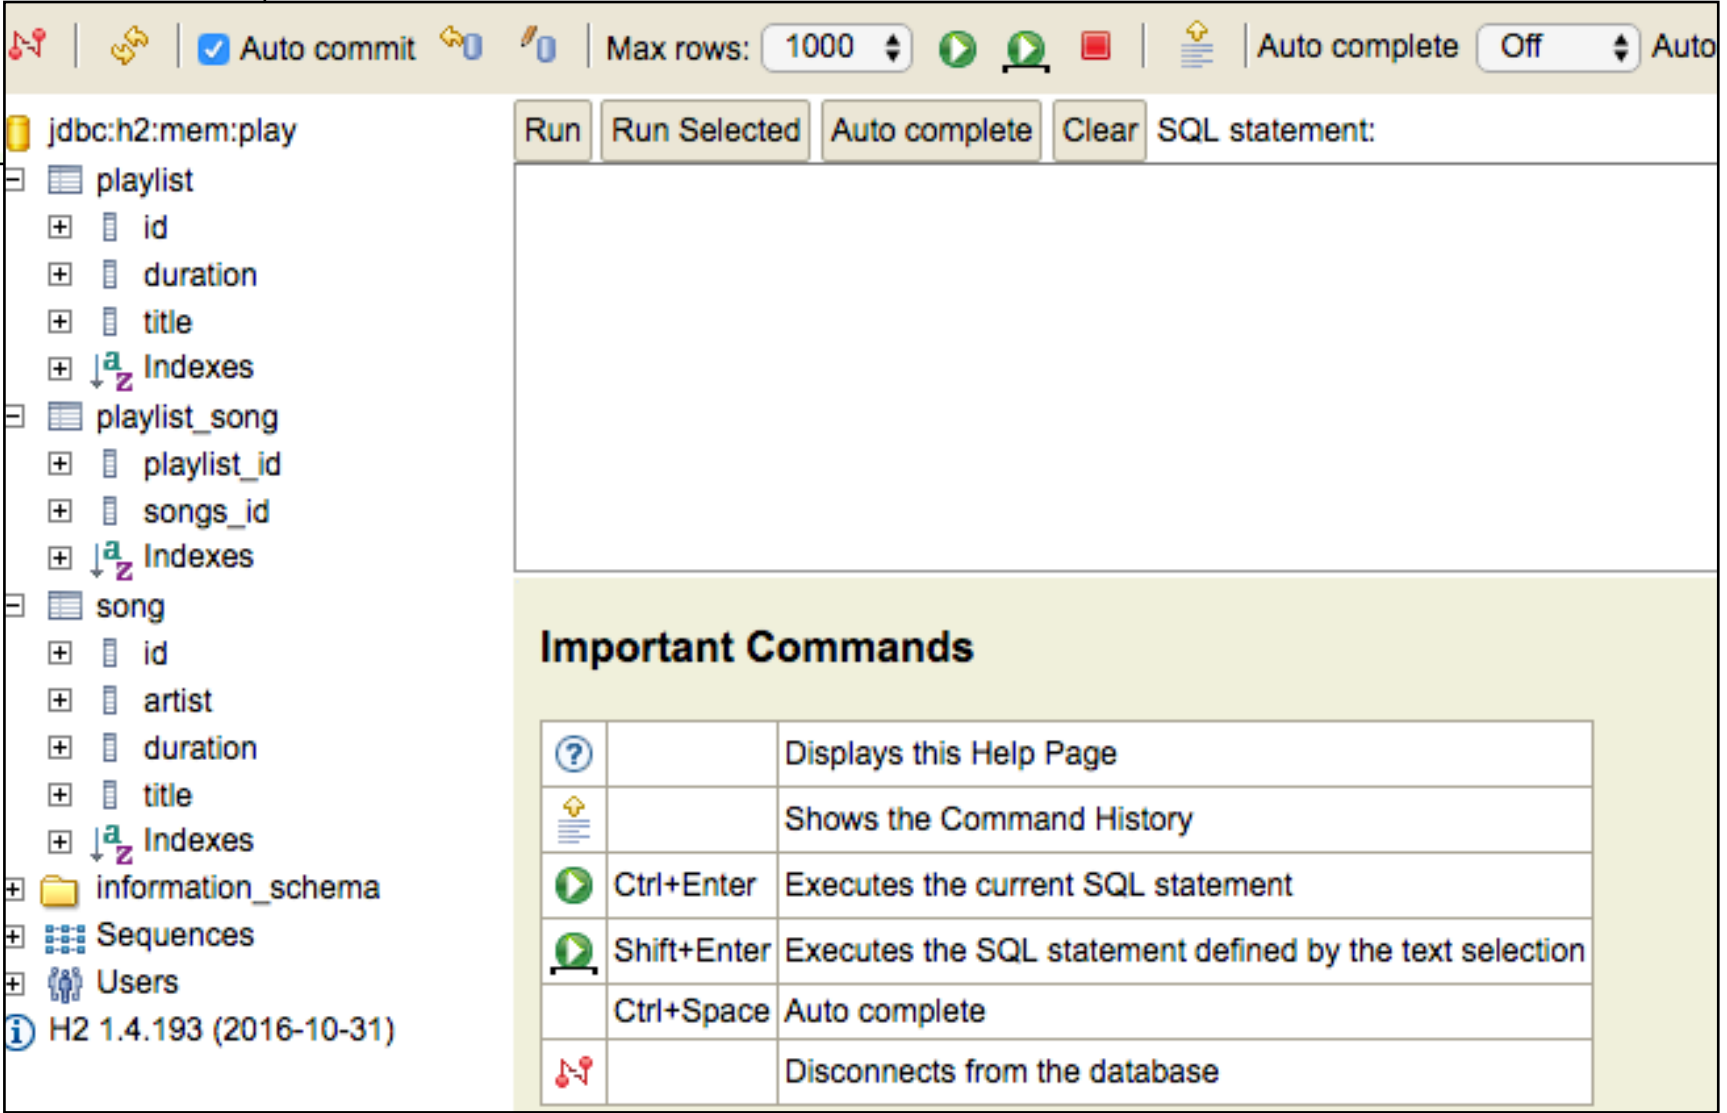 Auto commit Max rows: 1000 Auto complete Off Auto
jdbc:h2:mem:play
playlist
id
duration
title
Indexes
playlist_song
playlist_id
songs_id
Indexes
song
id
artist
duration
title
Indexes
information_schema
Sequences
Users
H2 1.4.193 (2016-10-31)
Run Run Selected Auto complete Clear SQL statement:
Important Commands
Displays this Help Page
Shows the Command History
Ctrl+Enter Executes the current SQL statement
Shift+Enter Executes the SQL statement defined by the text selection
Ctrl+Space Auto complete
Disconnects from the database